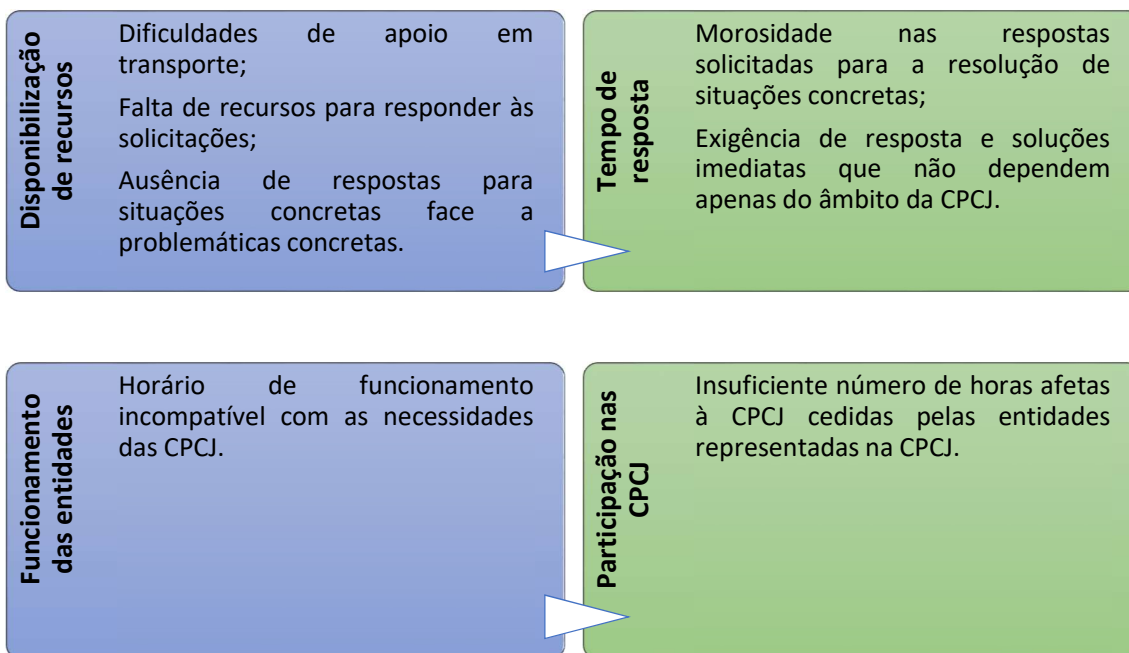 Disponibilização
de recursos
Dificuldades de apoio em
transporte;
Falta de recursos para responder às
solicitações;
Ausência de respostas para
situações concretas face a
problemáticas concretas.
Tempo de
resposta
Morosidade nas respostas
solicitadas para a resolução de
situações concretas;
Exigência de resposta e soluções
imediatas que não dependem
apenas do âmbito da CPCJ.
Funcionamento
das entidades
Horário de funcionamento
incompatível com as necessidades
das CPCJ.
Participação nas
CPCJ
Insuficiente número de horas afetas
à CPCJ cedidas pelas entidades
representadas na CPCJ.